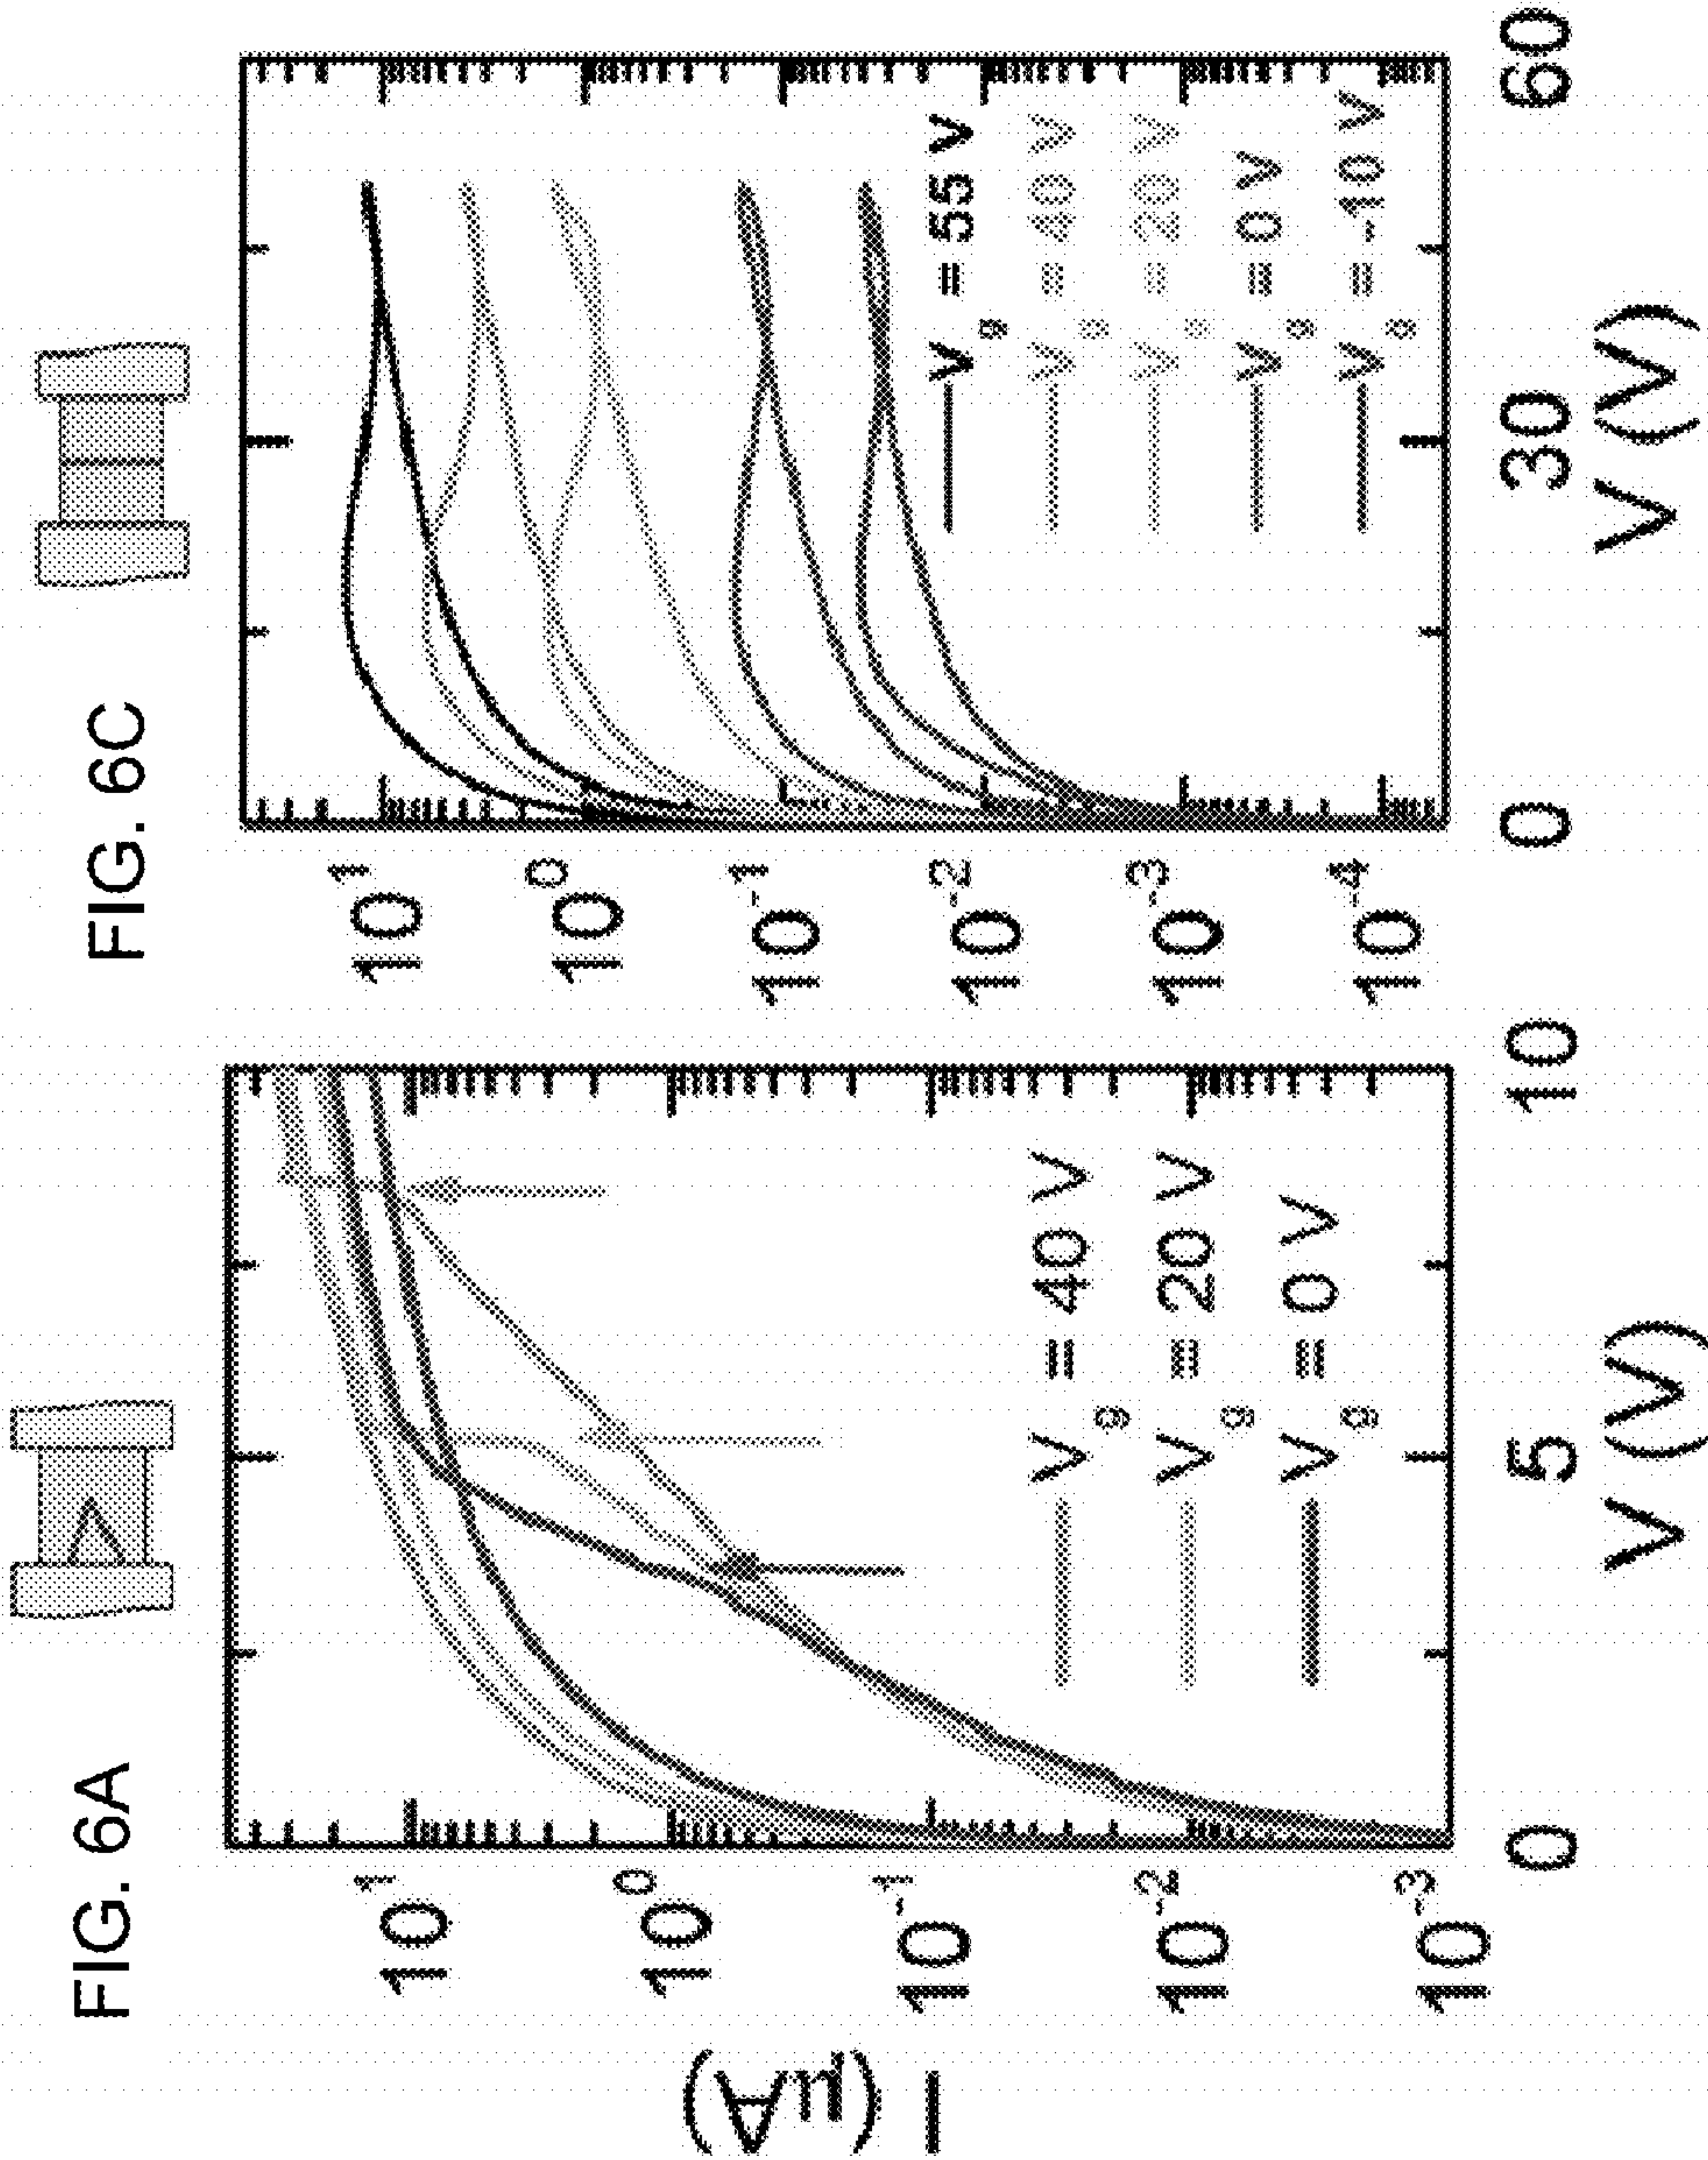 FIG. 6A
I (µA)
10^1
10^0
10^-1
10^-2
10^-3
V_g = 40 V
V_g = 20 V
V_g = 0 V
0 5 10
V (V)
FIG. 6C
10^1
10^0
10^-1
10^-2
10^-3
10^-4
V_g = 55 V
V_g = 40 V
V_g = 20 V
V_g = 0 V
V_g = -10 V
0 30 60
V (V)